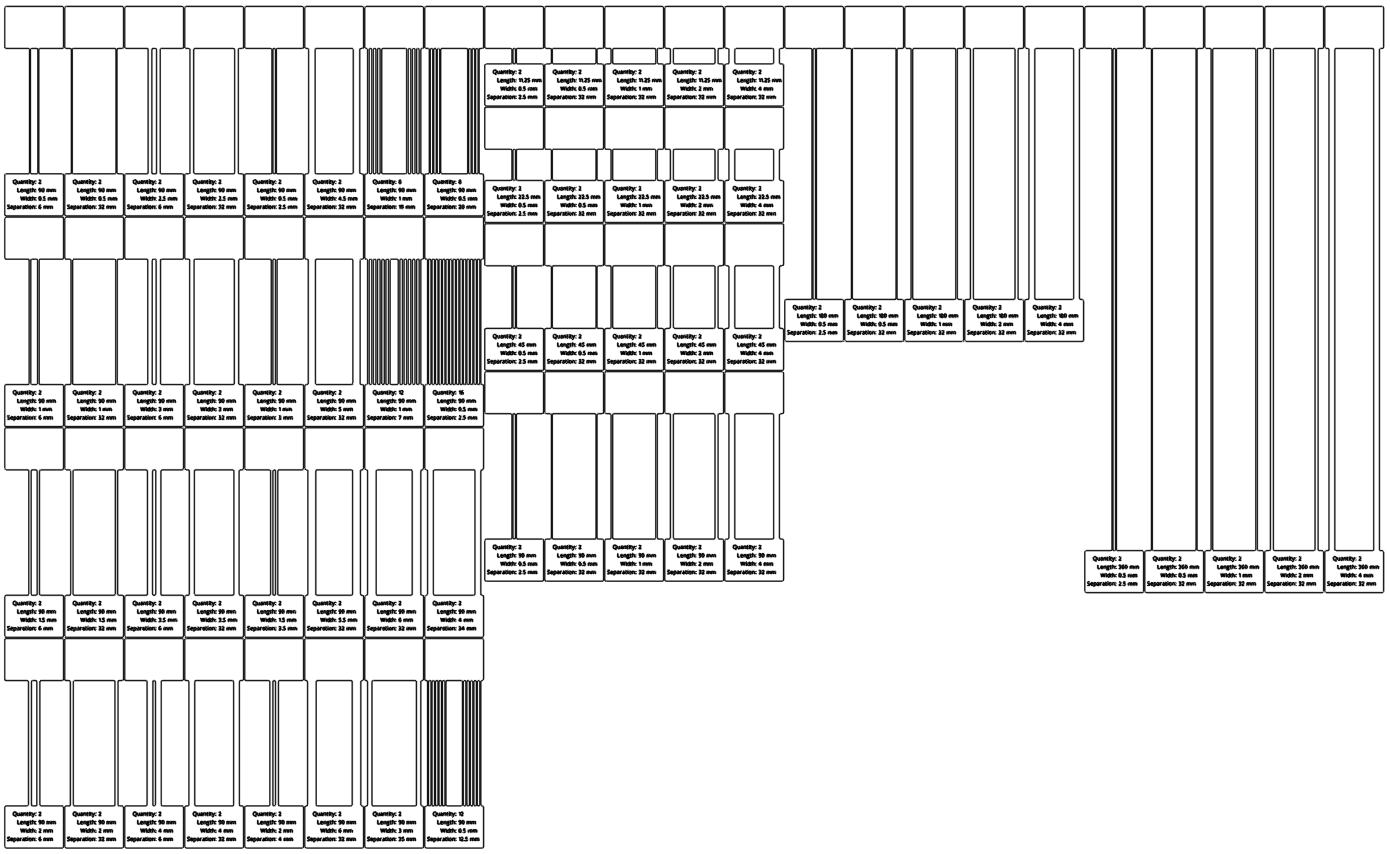 Quantity: 2
Length: 90 mm
Width: 0.5 mm
Separation: 6 mm
Quantity: 2
Length: 90 mm
Width: 0.5 mm
Separation: 32 mm
Quantity: 2
Length: 90 mm
Width: 2.5 mm
Separation: 6 mm
Quantity: 2
Length: 90 mm
Width: 2.5 mm
Separation: 32 mm
Quantity: 2
Length: 90 mm
Width: 0.5 mm
Separation: 2.5 mm
Quantity: 2
Length: 90 mm
Width: 4.5 mm
Separation: 32 mm
Quantity: 8
Length: 90 mm
Width: 1 mm
Separation: 15 mm
Quantity: 8
Length: 90 mm
Width: 0.5 mm
Separation: 20 mm
Quantity: 2
Length: 90 mm
Width: 1 mm
Separation: 6 mm
Quantity: 2
Length: 90 mm
Width: 1 mm
Separation: 32 mm
Quantity: 2
Length: 90 mm
Width: 3 mm
Separation: 6 mm
Quantity: 2
Length: 90 mm
Width: 3 mm
Separation: 32 mm
Quantity: 2
Length: 90 mm
Width: 1 mm
Separation: 3 mm
Quantity: 2
Length: 90 mm
Width: 5 mm
Separation: 32 mm
Quantity: 12
Length: 90 mm
Width: 1 mm
Separation: 7 mm
Quantity: 16
Length: 90 mm
Width: 0.5 mm
Separation: 2.5 mm
Quantity: 2
Length: 90 mm
Width: 1.5 mm
Separation: 6 mm
Quantity: 2
Length: 90 mm
Width: 1.5 mm
Separation: 32 mm
Quantity: 2
Length: 90 mm
Width: 3.5 mm
Separation: 6 mm
Quantity: 2
Length: 90 mm
Width: 3.5 mm
Separation: 32 mm
Quantity: 2
Length: 90 mm
Width: 1.5 mm
Separation: 3.5 mm
Quantity: 2
Length: 90 mm
Width: 5.5 mm
Separation: 32 mm
Quantity: 2
Length: 90 mm
Width: 6 mm
Separation: 32 mm
Quantity: 2
Length: 90 mm
Width: 4 mm
Separation: 34 mm
Quantity: 2
Length: 90 mm
Width: 2 mm
Separation: 6 mm
Quantity: 2
Length: 90 mm
Width: 2 mm
Separation: 32 mm
Quantity: 2
Length: 90 mm
Width: 4 mm
Separation: 6 mm
Quantity: 2
Length: 90 mm
Width: 4 mm
Separation: 32 mm
Quantity: 2
Length: 90 mm
Width: 2 mm
Separation: 4 mm
Quantity: 2
Length: 90 mm
Width: 6 mm
Separation: 32 mm
Quantity: 2
Length: 90 mm
Width: 3 mm
Separation: 35 mm
Quantity: 12
Length: 90 mm
Width: 0.5 mm
Separation: 12.5 mm
Quantity: 2
Length: 11.25 mm
Width: 0.5 mm
Separation: 2.5 mm
Quantity: 2
Length: 11.25 mm
Width: 0.5 mm
Separation: 32 mm
Quantity: 2
Length: 11.25 mm
Width: 1 mm
Separation: 32 mm
Quantity: 2
Length: 11.25 mm
Width: 2 mm
Separation: 32 mm
Quantity: 2
Length: 11.25 mm
Width: 4 mm
Separation: 32 mm
Quantity: 2
Length: 22.5 mm
Width: 0.5 mm
Separation: 2.5 mm
Quantity: 2
Length: 22.5 mm
Width: 0.5 mm
Separation: 32 mm
Quantity: 2
Length: 22.5 mm
Width: 1 mm
Separation: 32 mm
Quantity: 2
Length: 22.5 mm
Width: 2 mm
Separation: 32 mm
Quantity: 2
Length: 22.5 mm
Width: 4 mm
Separation: 32 mm
Quantity: 2
Length: 45 mm
Width: 0.5 mm
Separation: 2.5 mm
Quantity: 2
Length: 45 mm
Width: 0.5 mm
Separation: 32 mm
Quantity: 2
Length: 45 mm
Width: 1 mm
Separation: 32 mm
Quantity: 2
Length: 45 mm
Width: 2 mm
Separation: 32 mm
Quantity: 2
Length: 45 mm
Width: 4 mm
Separation: 32 mm
Quantity: 2
Length: 90 mm
Width: 0.5 mm
Separation: 2.5 mm
Quantity: 2
Length: 90 mm
Width: 0.5 mm
Separation: 32 mm
Quantity: 2
Length: 90 mm
Width: 1 mm
Separation: 32 mm
Quantity: 2
Length: 90 mm
Width: 2 mm
Separation: 32 mm
Quantity: 2
Length: 90 mm
Width: 4 mm
Separation: 32 mm
Quantity: 2
Length: 180 mm
Width: 0.5 mm
Separation: 2.5 mm
Quantity: 2
Length: 180 mm
Width: 0.5 mm
Separation: 32 mm
Quantity: 2
Length: 180 mm
Width: 1 mm
Separation: 32 mm
Quantity: 2
Length: 180 mm
Width: 2 mm
Separation: 32 mm
Quantity: 2
Length: 180 mm
Width: 4 mm
Separation: 32 mm
Quantity: 2
Length: 360 mm
Width: 0.5 mm
Separation: 2.5 mm
Quantity: 2
Length: 360 mm
Width: 0.5 mm
Separation: 32 mm
Quantity: 2
Length: 360 mm
Width: 1 mm
Separation: 32 mm
Quantity: 2
Length: 360 mm
Width: 2 mm
Separation: 32 mm
Quantity: 2
Length: 360 mm
Width: 4 mm
Separation: 32 mm